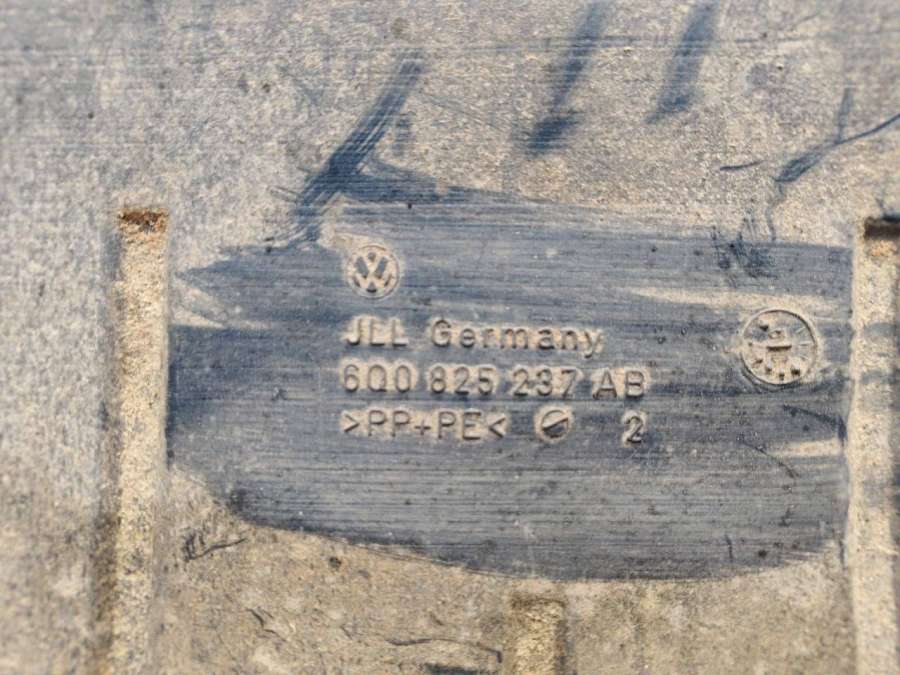 JLL Germany
6Q0 825 237 AB
>PP+PE< 2